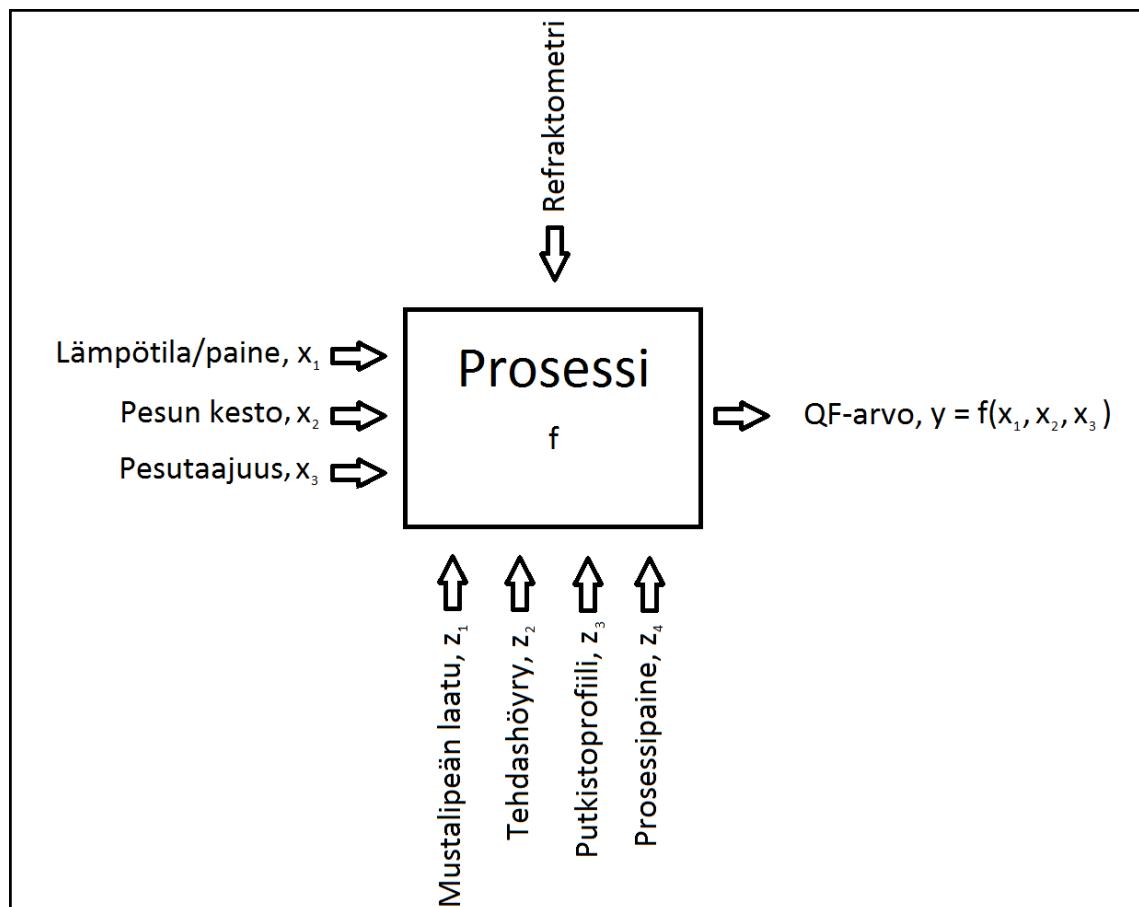 Refraktometri
Lämpötila/paine, x₁
Pesun kesto, x₂
Pesutaajuus, x₃
Prosessi
f
QF-arvo, y = f(x₁, x₂, x₃)
Mustalipeän laatu, z₁
Tehdashöyry, z₂
Putkistoprofiili, z₃
Prosessipaine, z₄